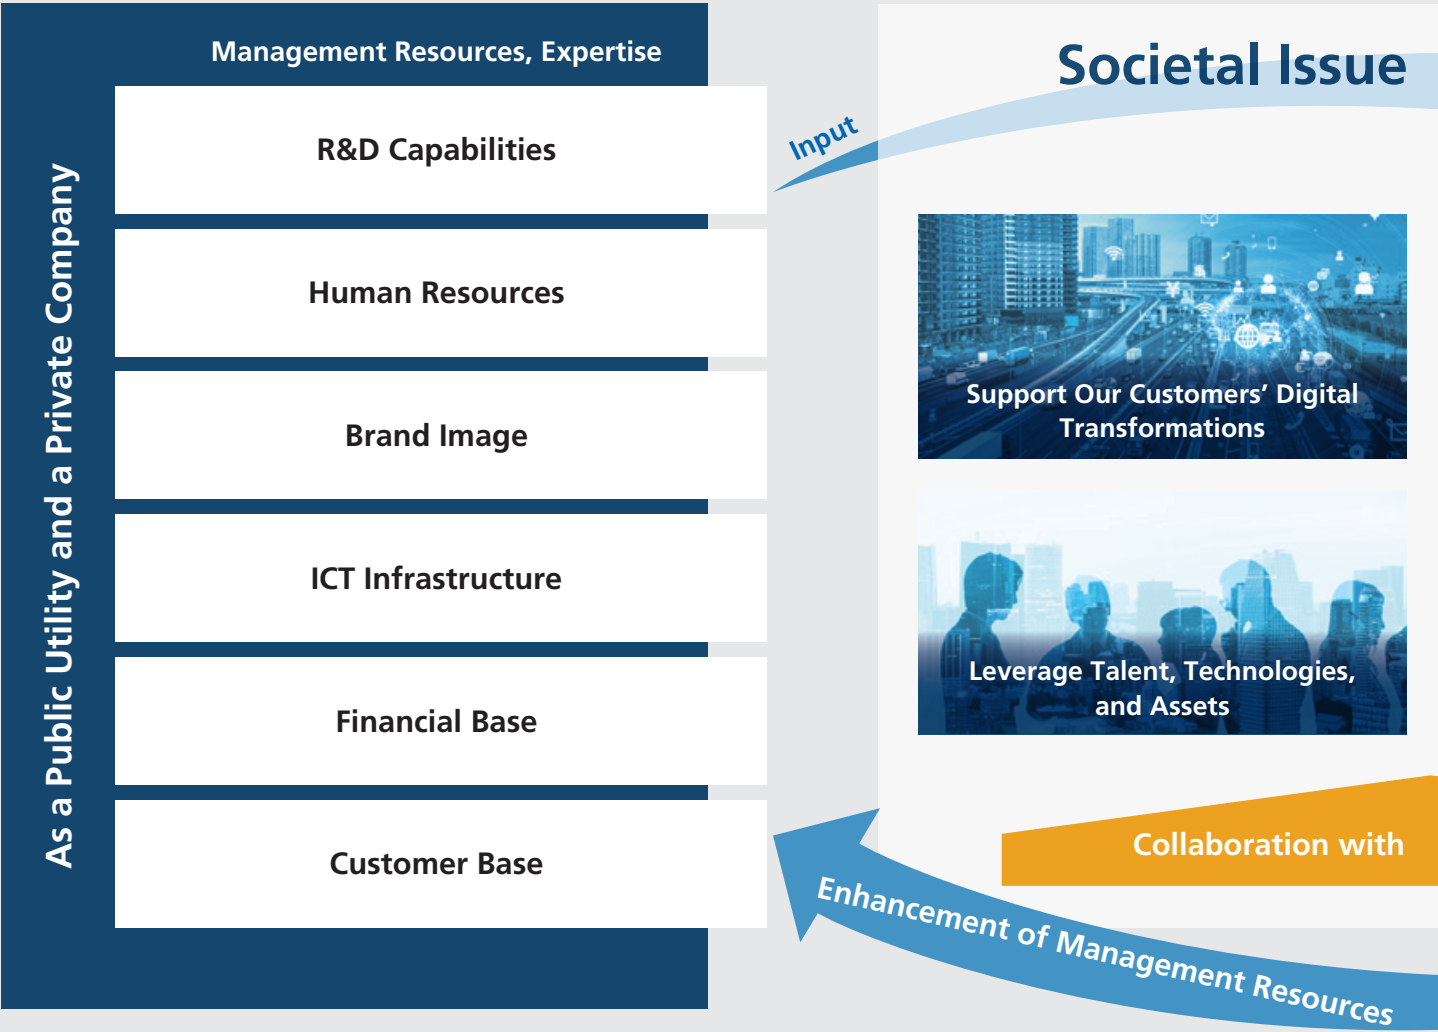 As a Public Utility and a Private Company
Management Resources, Expertise
R&D Capabilities
Human Resources
Brand Image
ICT Infrastructure
Financial Base
Customer Base
Input
Societal Issue
Support Our Customers’ Digital
Transformations
Leverage Talent, Technologies,
and Assets
Collaboration with
Enhancement of Management Resources